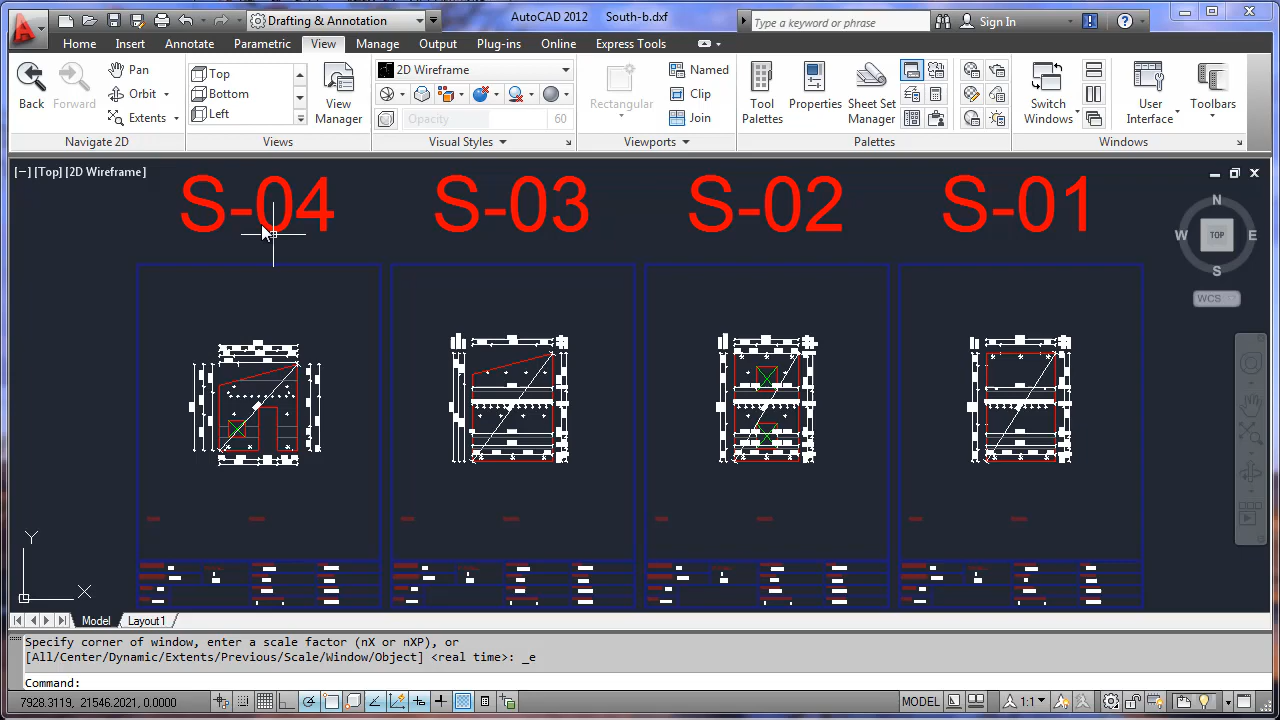 Drafting & Annotation
AutoCAD 2012 South-b.dxf
Type a keyword or phrase
Sign In
Home Insert Annotate Parametric View Manage Output Plug-ins Online Express Tools
Back
Forward
Pan
Orbit
Extents
Navigate 2D
Top
Bottom
Left
View Manager
Views
2D Wireframe
Opacity 60
Visual Styles
Rectangular
Named
Clip
Join
Viewports
Tool Palettes
Properties
Sheet Set Manager
Palettes
Switch Windows
User Interface
Toolbars
Windows
[−] [Top] [2D Wireframe]
S-04 S-03 S-02 S-01
N
W TOP E
S
WCS
Y
X
Model Layout1
Specify corner of window, enter a scale factor (nX or nXP), or
[All/Center/Dynamic/Extents/Previous/Scale/Window/Object] <real time>: _e
Command:
7928.3119, 21546.2021, 0.0000
MODEL
1:1